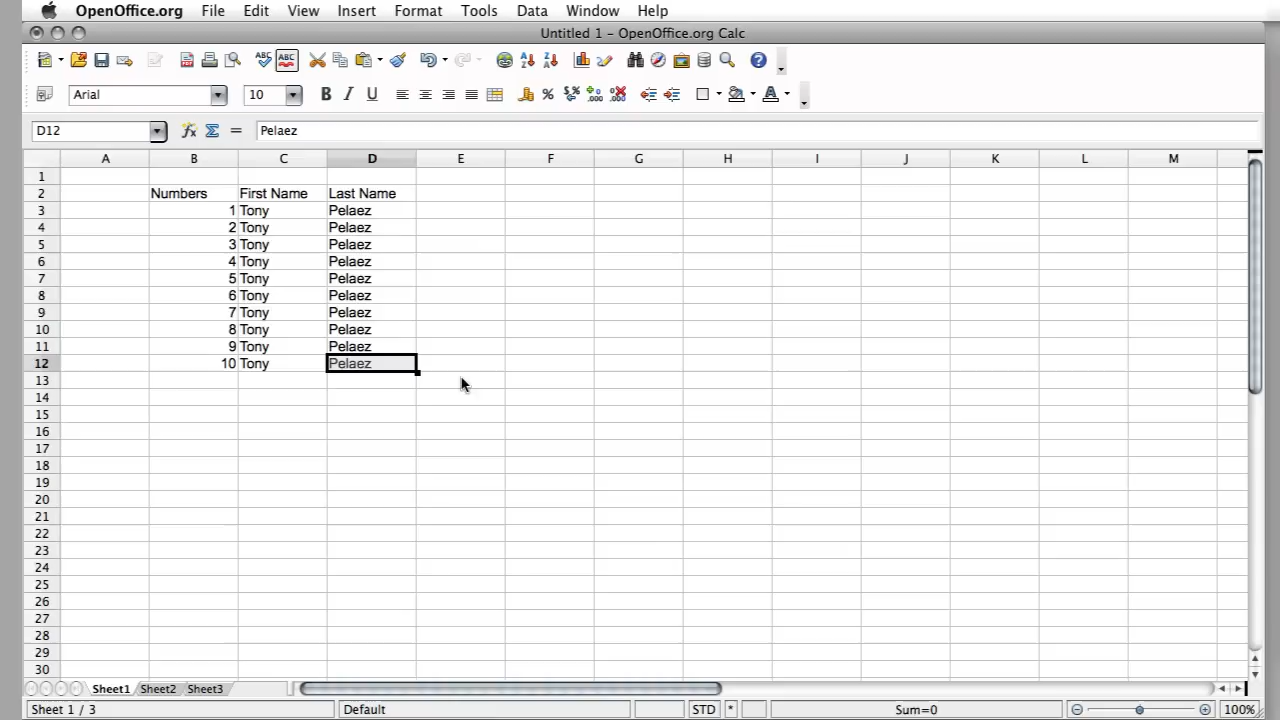 OpenOffice.org File Edit View Insert Format Tools Data Window Help
Untitled 1 – OpenOffice.org Calc
ABC ABC
Arial 10 B I U
D12 fx Σ = Pelaez
A B C D E F G H I J K L M
1
2 Numbers First Name Last Name
3 1 Tony Pelaez
4 2 Tony Pelaez
5 3 Tony Pelaez
6 4 Tony Pelaez
7 5 Tony Pelaez
8 6 Tony Pelaez
9 7 Tony Pelaez
10 8 Tony Pelaez
11 9 Tony Pelaez
12 10 Tony Pelaez
13
14
15
16
17
18
19
20
21
22
23
24
25
26
27
28
29
30
Sheet1 Sheet2 Sheet3
Sheet 1 / 3 Default STD * Sum=0 100%